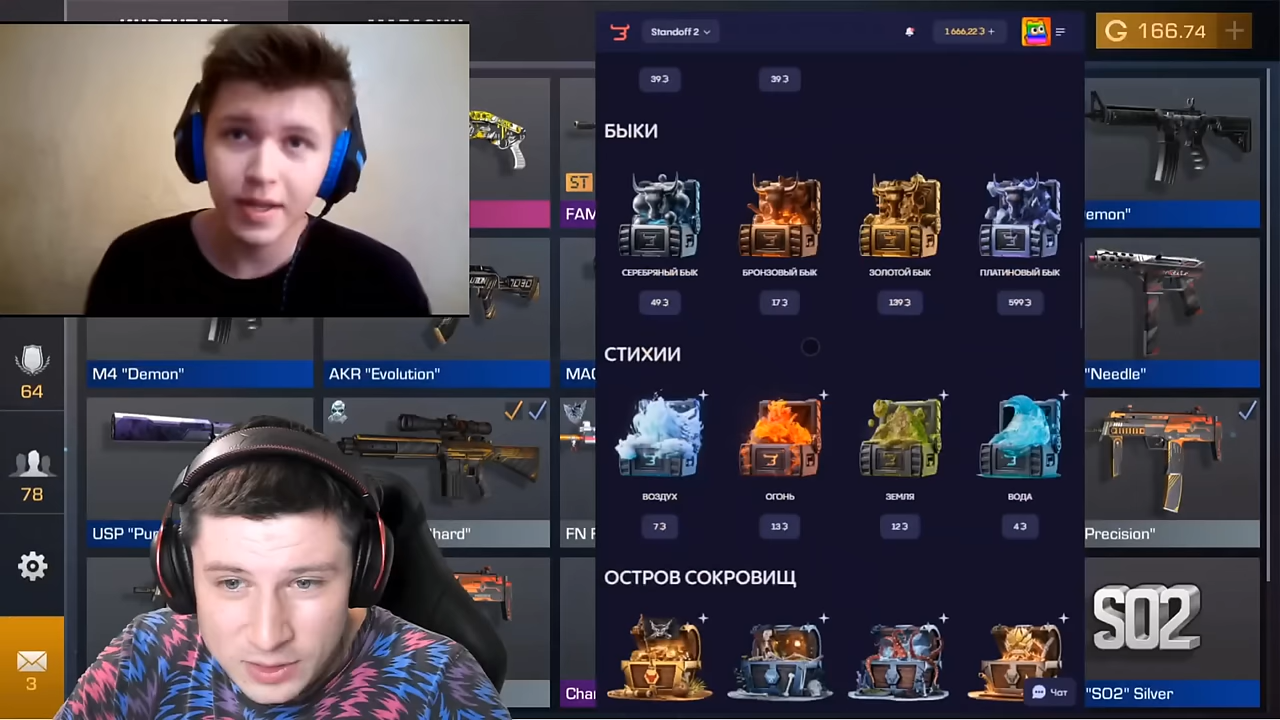 Standoff 2
1 666,22 З +
G 166.74 +
39 З
39 З
БЫКИ
ST
FAM
emon"
СЕРЕБРЯНЫЙ БЫК
БРОНЗОВЫЙ БЫК
ЗОЛОТОЙ БЫК
ПЛАТИНОВЫЙ БЫК
49 З
17 З
139 З
599 З
СТИХИИ
64
M4 "Demon"
AKR "Evolution"
MAC
"Needle"
78
ВОЗДУХ
ОГОНЬ
ЗЕМЛЯ
ВОДА
7 З
13 З
12 З
4 З
USP "Pu
hard"
FN F
Precision"
ОСТРОВ СОКРОВИЩ
SO2
3
Cha
Чат
"SO2" Silver